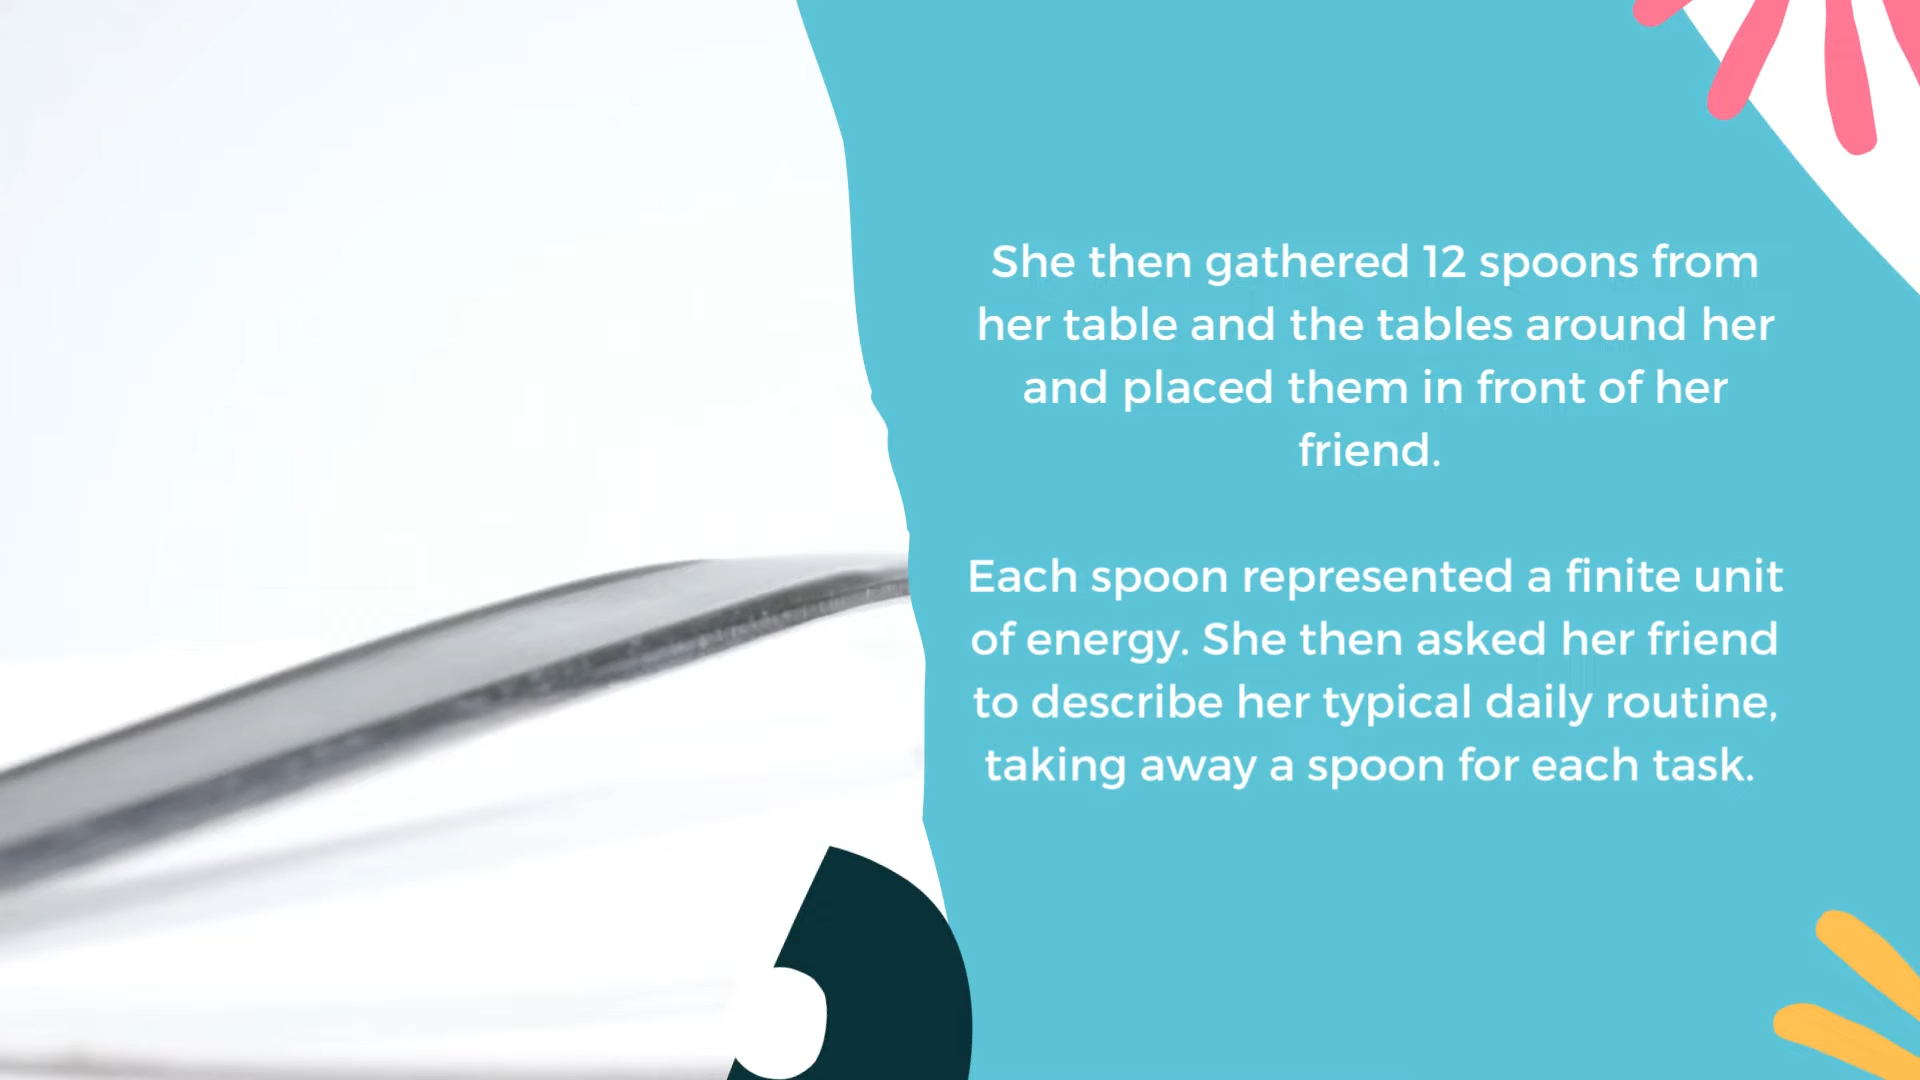 She then gathered 12 spoons from
her table and the tables around her
and placed them in front of her
friend.
Each spoon represented a finite unit
of energy. She then asked her friend
to describe her typical daily routine,
taking away a spoon for each task.